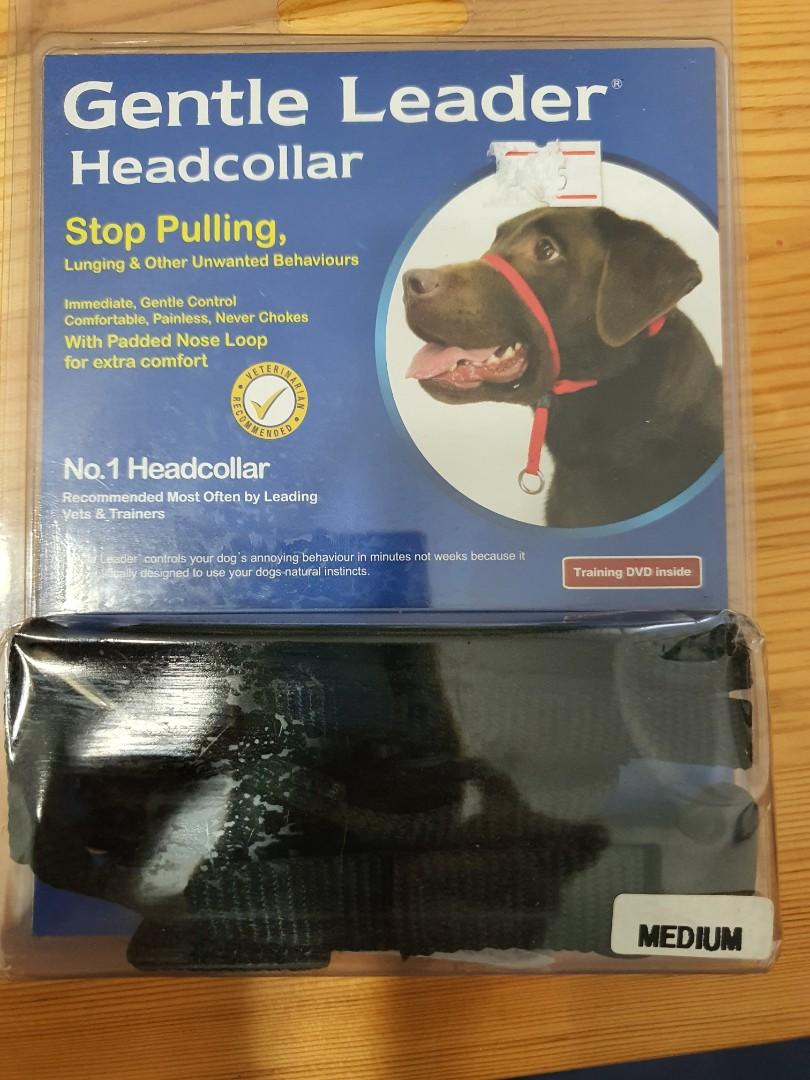 Gentle Leader®
Headcollar
5
Stop Pulling,
Lunging & Other Unwanted Behaviours
Immediate, Gentle Control
Comfortable, Painless, Never Chokes
With Padded Nose Loop
for extra comfort
VETERINARIAN
RECOMMENDED
No.1 Headcollar
Recommended Most Often by Leading
Vets & Trainers
Leader controls your dog's annoying behaviour in minutes not weeks because it
designed to use your dogs natural instincts.
Training DVD inside
MEDIUM